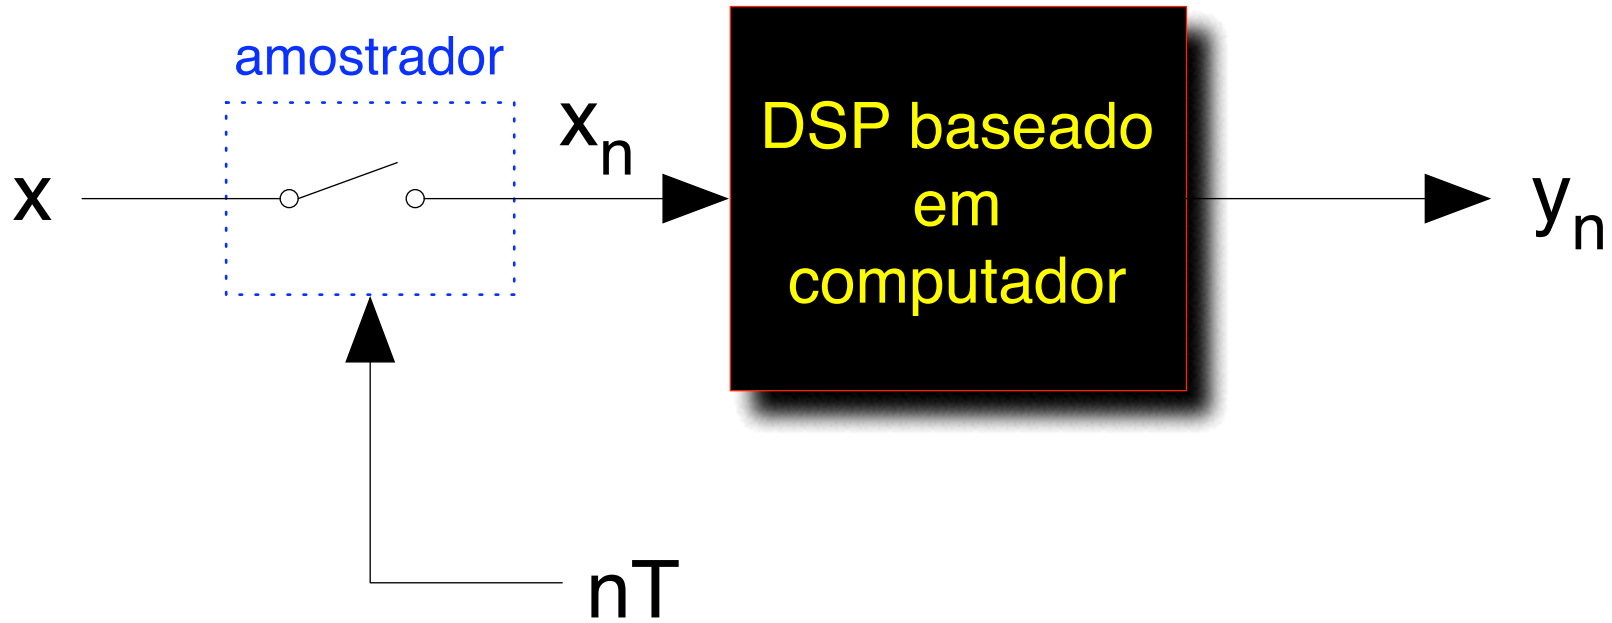 amostrador
x
xn
DSP baseado
em
computador
yn
nT